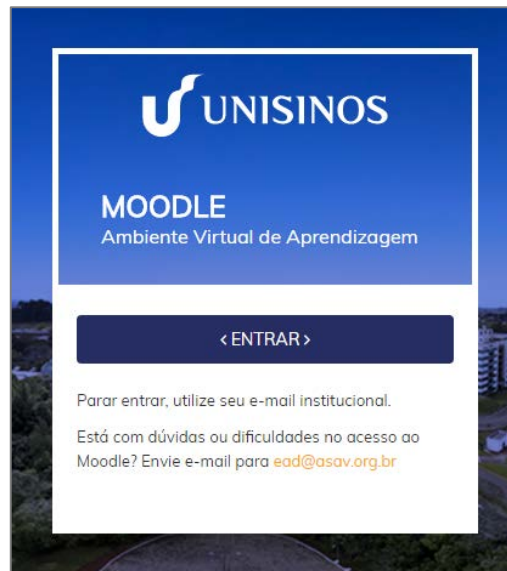 UNISINOS
MOODLE
Ambiente Virtual de Aprendizagem
< ENTRAR >
Parar entrar, utilize seu e-mail institucional.
Está com dúvidas ou dificuldades no acesso ao
Moodle? Envie e-mail para ead@asav.org.br